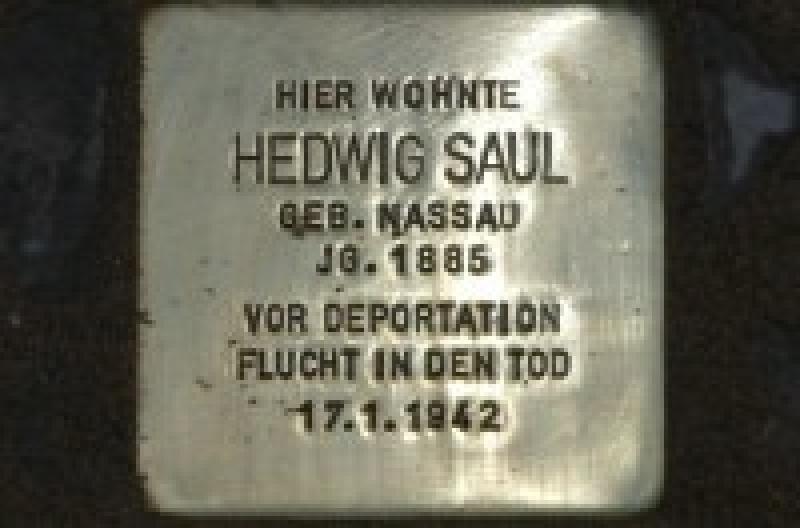 HIER WOHNTE
HEDWIG SAUL
GEB. NASSAU
JG. 1885
VOR DEPORTATION
FLUCHT IN DEN TOD
17.1.1942